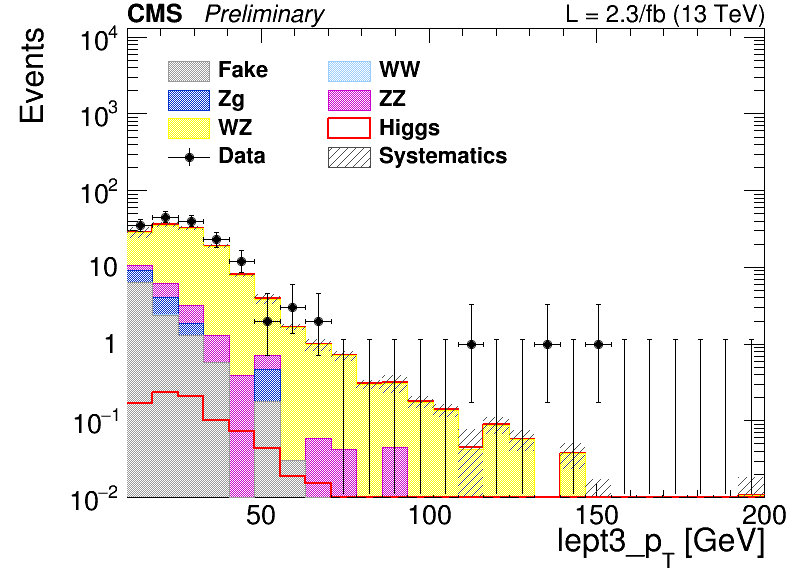 CMS Preliminary L = 2.3/fb (13 TeV)
Events
10^4
10^3
10^2
10
1
10^-1
10^-2
Fake WW
Zg ZZ
WZ Higgs
Data Systematics
50 100 150 200
lept3_p_T [GeV]